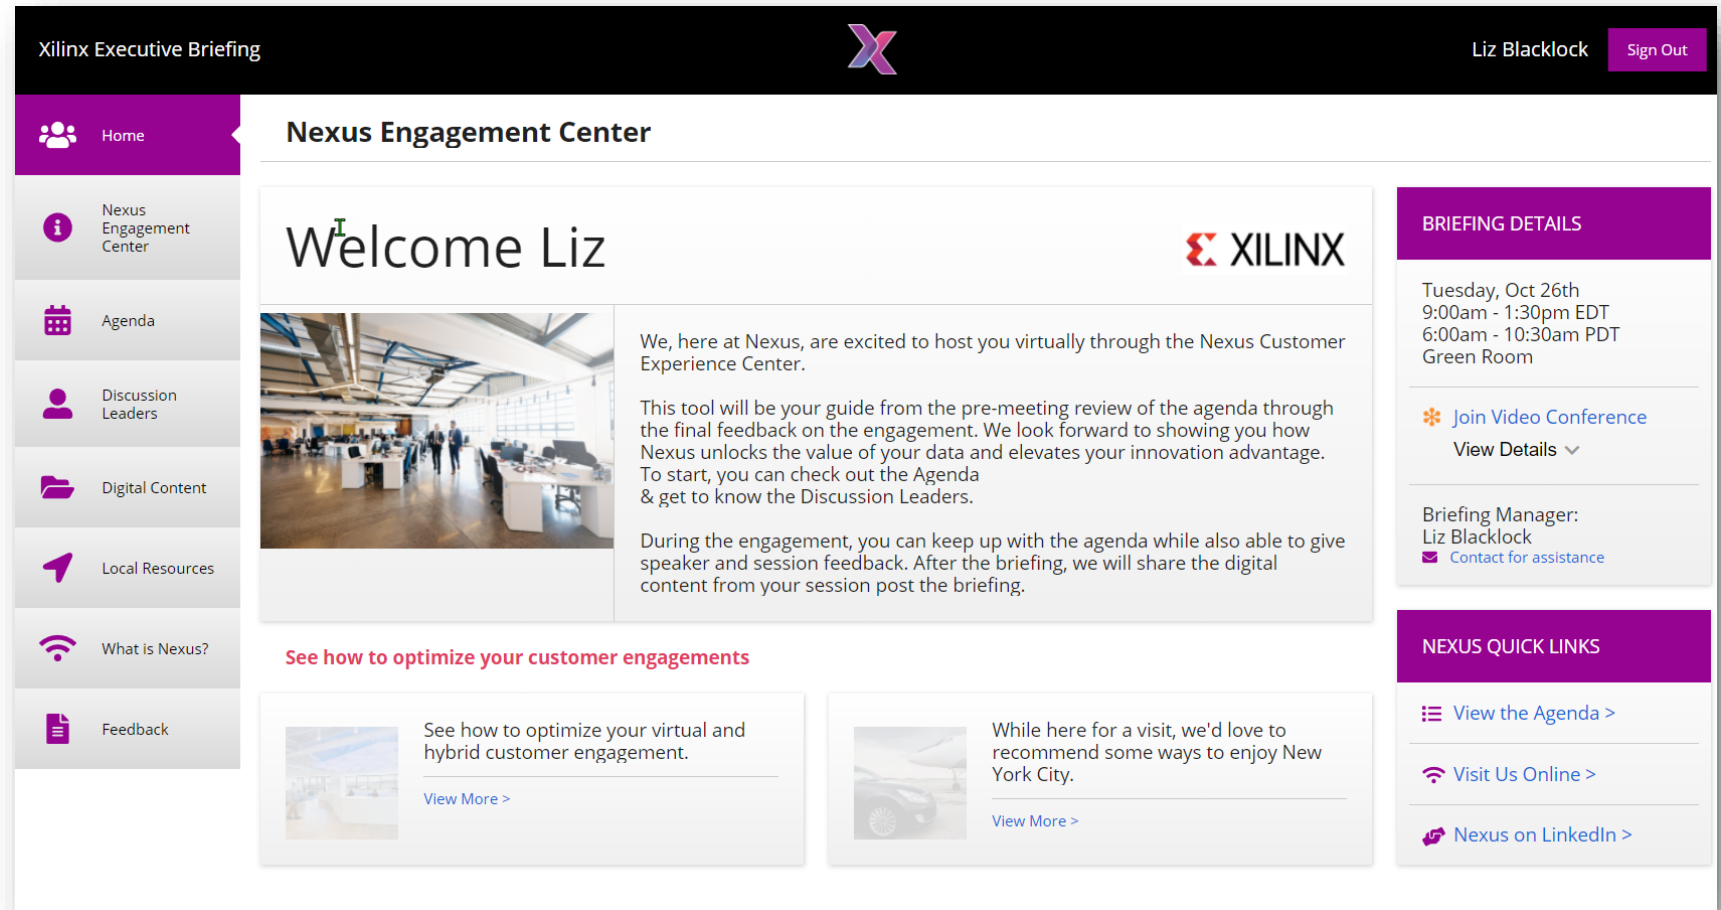 Xilinx Executive Briefing
Liz Blacklock
Sign Out
Home
Nexus
Engagement
Center
Agenda
Discussion
Leaders
Digital Content
Local Resources
What is Nexus?
Feedback
Nexus Engagement Center
Welcome Liz
XILINX
We, here at Nexus, are excited to host you virtually through the Nexus Customer
Experience Center.
This tool will be your guide from the pre-meeting review of the agenda through
the final feedback on the engagement. We look forward to showing you how
Nexus unlocks the value of your data and elevates your innovation advantage.
To start, you can check out the Agenda
& get to know the Discussion Leaders.
During the engagement, you can keep up with the agenda while also able to give
speaker and session feedback. After the briefing, we will share the digital
content from your session post the briefing.
See how to optimize your customer engagements
See how to optimize your virtual and
hybrid customer engagement.
View More >
While here for a visit, we'd love to
recommend some ways to enjoy New
York City.
View More >
BRIEFING DETAILS
Tuesday, Oct 26th
9:00am - 1:30pm EDT
6:00am - 10:30am PDT
Green Room
Join Video Conference
View Details
Briefing Manager:
Liz Blacklock
Contact for assistance
NEXUS QUICK LINKS
View the Agenda >
Visit Us Online >
Nexus on LinkedIn >